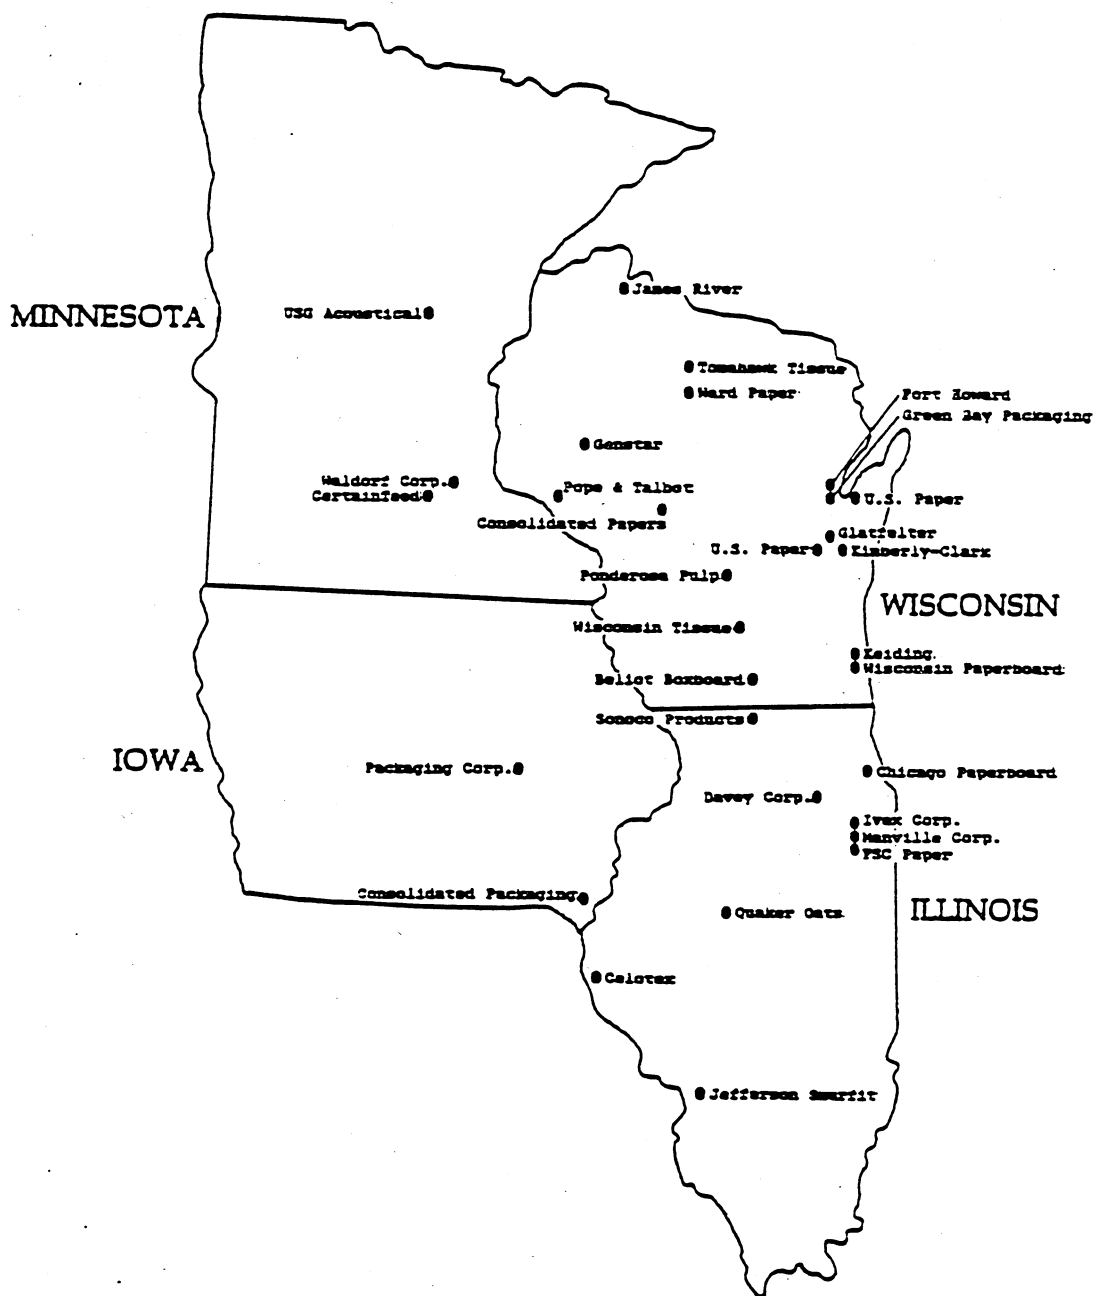 James River
MINNESOTA
USG Acoustical
Tomahawk Tissue
Ward Paper
Fort Howard
Green Bay Packaging
Genstar
Waldorf Corp.
Pope & Talbot
Certainteed
U.S. Paper
Consolidated Papers
Glatfelter
U.S. Paper
Kimberly-Clark
Ponderosa Pulp
WISCONSIN
Wisconsin Tissue
Keiding
Wisconsin Paperboard
Beliot Boxboard
Sonoco Products
IOWA
Packaging Corp.
Chicago Paperboard
Davey Corp.
Ivex Corp.
Manville Corp.
FSC Paper
Consolidated Packaging
Quaker Oats
ILLINOIS
Celotex
Jefferson Smurfit